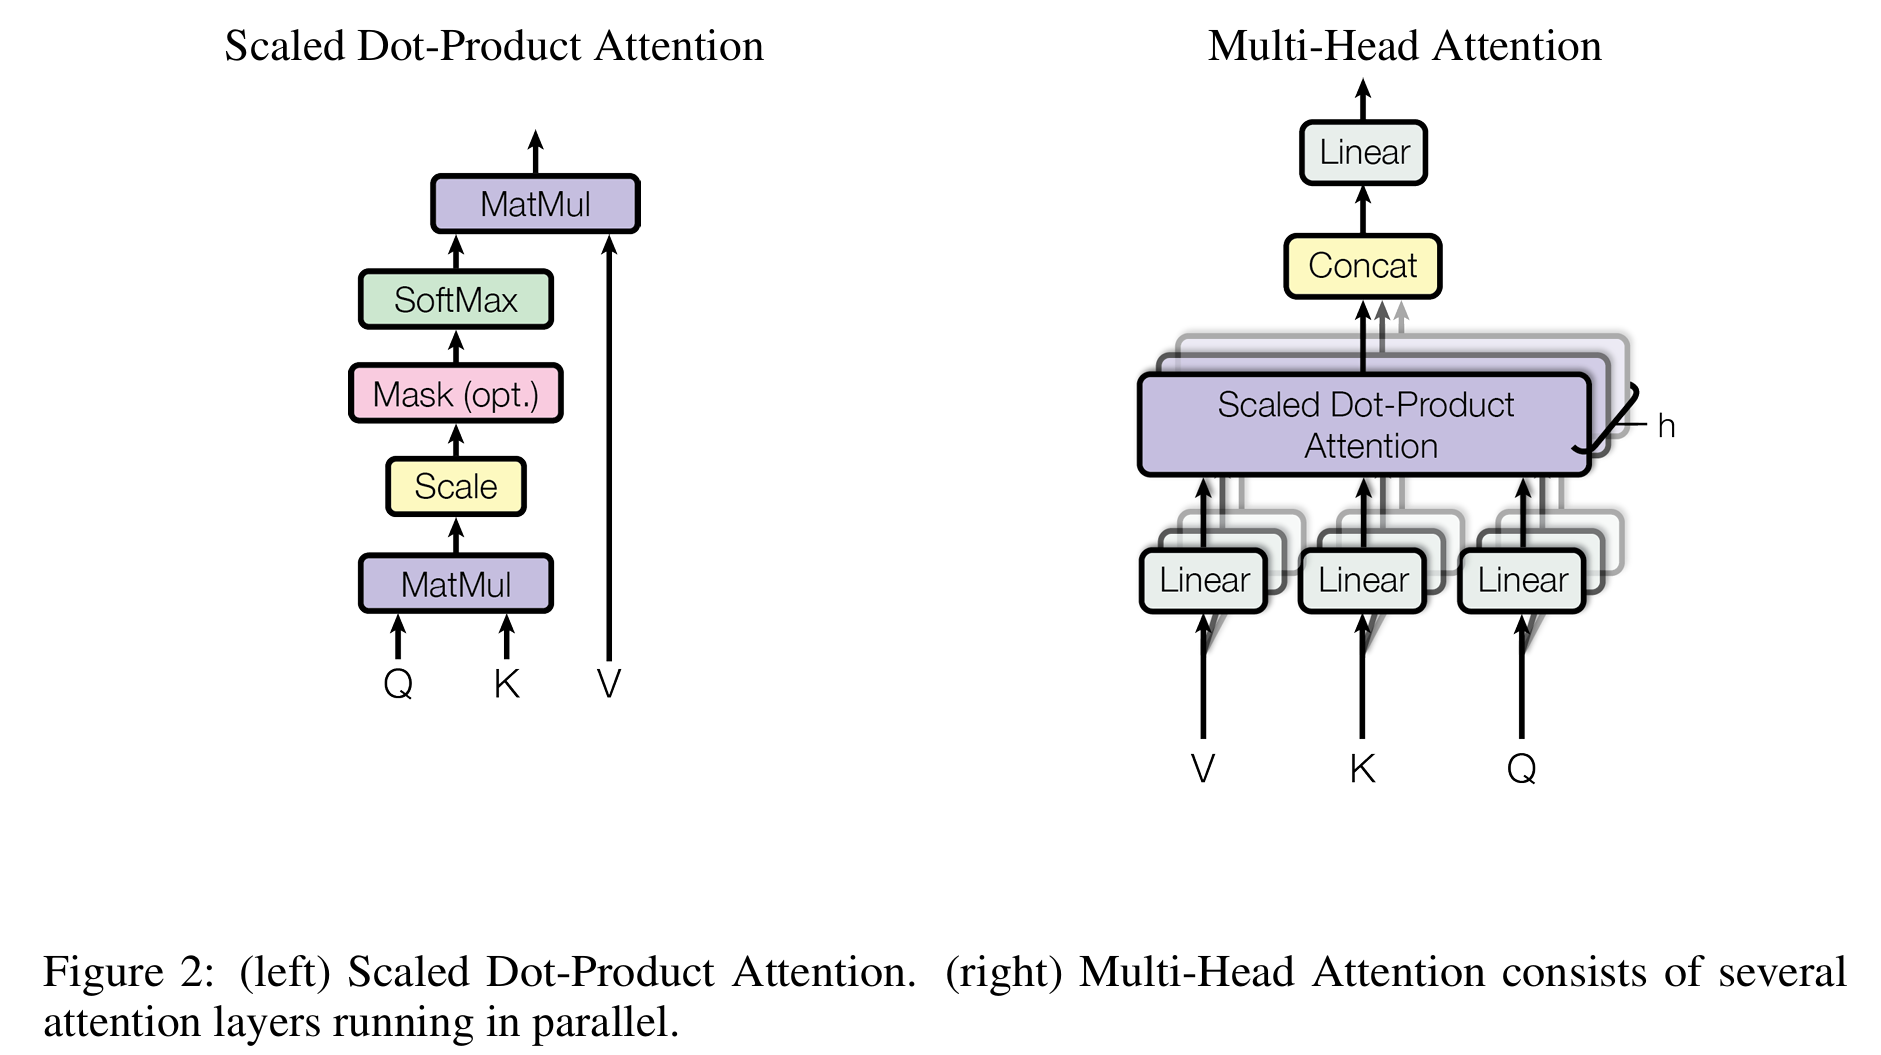 Scaled Dot-Product Attention
MatMul
SoftMax
Mask (opt.)
Scale
MatMul
Q K V
Multi-Head Attention
Linear
Concat
Scaled Dot-Product
Attention
h
Linear Linear Linear
V K Q
Figure 2: (left) Scaled Dot-Product Attention. (right) Multi-Head Attention consists of several
attention layers running in parallel.